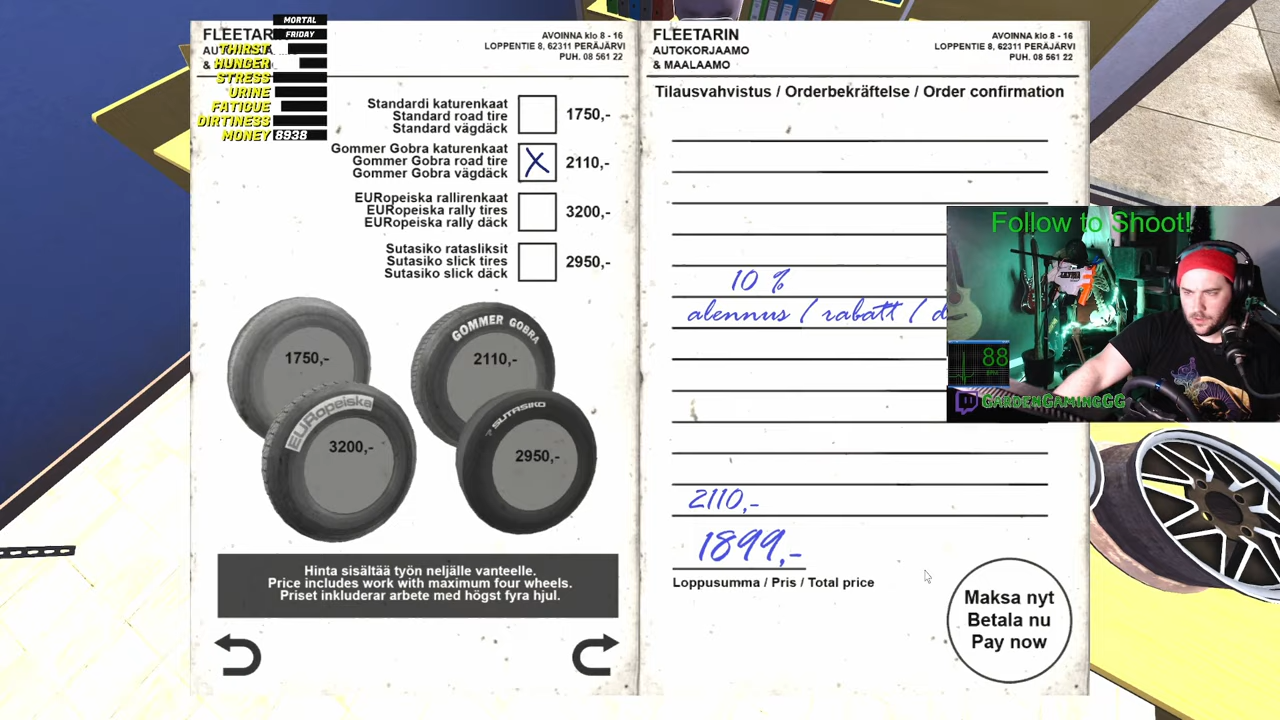 MORTAL
FRIDAY
THIRST
HUNGER
STRESS
URINE
FATIGUE
DIRTINESS
MONEY 8938
FLEETARIN
& MAALAAMO
AVOINNA klo 8 - 16
LOPPENTIE 8, 62311 PERÄJÄRVI
PUH. 08 561 22
Standardi katurenkaat
Standard road tire
Standard vägdäck
1750,-
Gommer Gobra katurenkaat
Gommer Gobra road tire
Gommer Gobra vägdäck
X
2110,-
EURopeiska rallirenkaat
EURopeiska rally tires
EURopeiska rally däck
3200,-
Sutasiko ratasliksit
Sutasiko slick tires
Sutasiko slick däck
2950,-
1750,-
GOMMER GOBRA
2110,-
EURopeiska
3200,-
SUTASIKO
2950,-
Hinta sisältää työn neljälle vanteelle.
Price includes work with maximum four wheels.
Priset inkluderar arbete med högst fyra hjul.
FLEETARIN
AUTOKORJAAMO
& MAALAAMO
AVOINNA klo 8 - 16
LOPPENTIE 8, 62311 PERÄJÄRVI
PUH. 08 561 22
Tilausvahvistus / Orderbekräftelse / Order confirmation
10 %
alennus / rabatt / d
2110,-
1899,-
Loppusumma / Pris / Total price
Maksa nyt
Betala nu
Pay now
Follow to Shoot!
88
GardenGamingGG